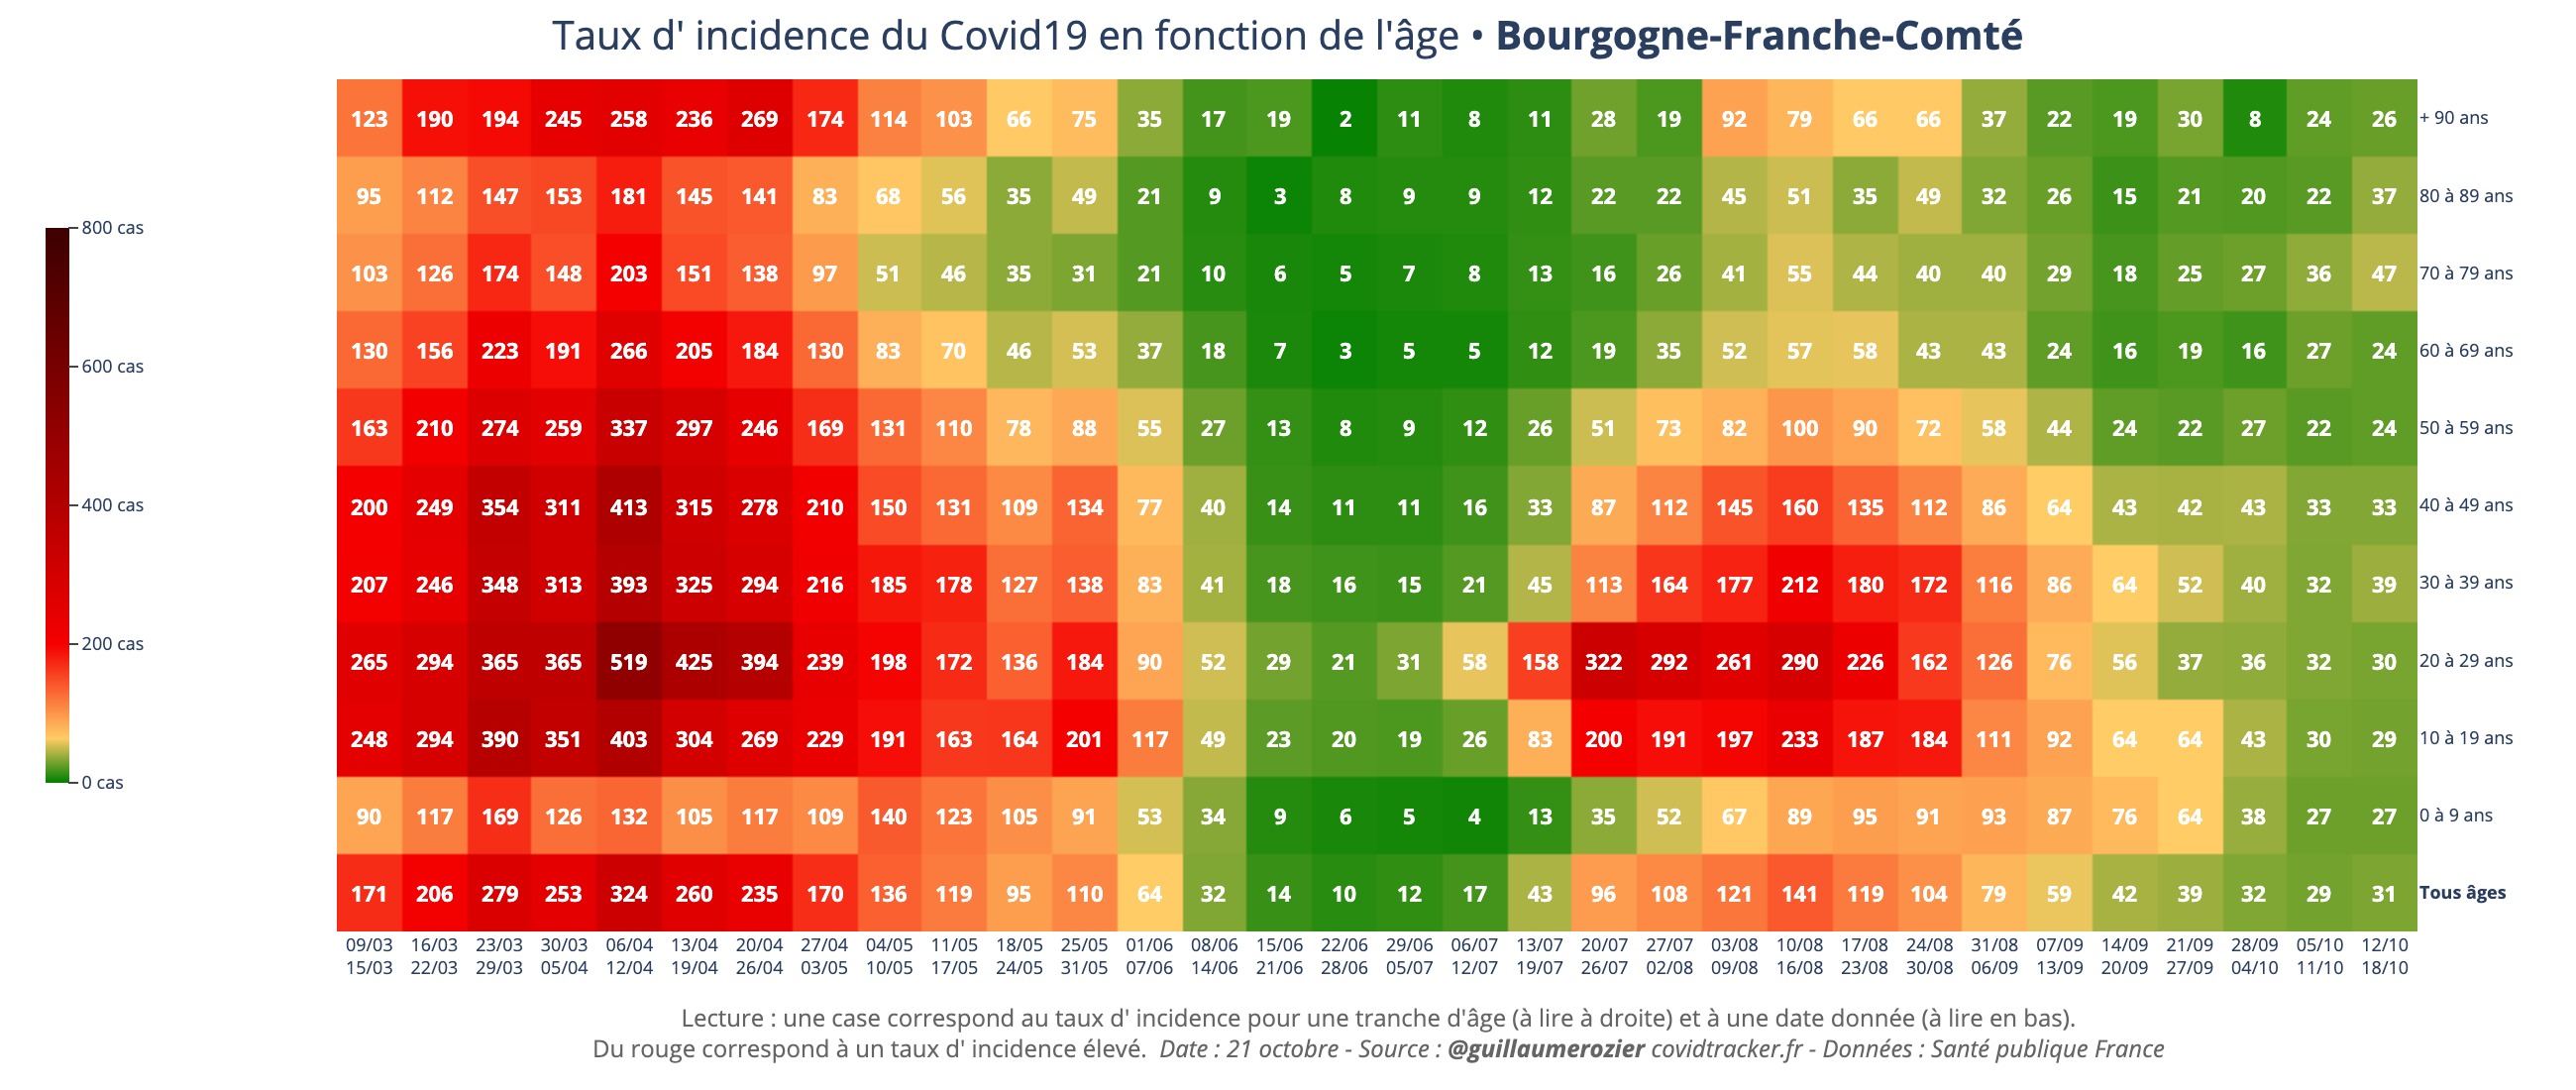 Taux d' incidence du Covid19 en fonction de l'âge • Bourgogne-Franche-Comté
800 cas
600 cas
400 cas
200 cas
0 cas
123 190 194 245 258 236 269 174 114 103 66 75 35 17 19 2 11 8 11 28 19 92 79 66 66 37 22 19 30 8 24 26 + 90 ans
95 112 147 153 181 145 141 83 68 56 35 49 21 9 3 8 9 9 12 22 22 45 51 35 49 32 26 15 21 20 22 37 80 à 89 ans
103 126 174 148 203 151 138 97 51 46 35 31 21 10 6 5 7 8 13 16 26 41 55 44 40 40 29 18 25 27 36 47 70 à 79 ans
130 156 223 191 266 205 184 130 83 70 46 53 37 18 7 3 5 5 12 19 35 52 57 58 43 43 24 16 19 16 27 24 60 à 69 ans
163 210 274 259 337 297 246 169 131 110 78 88 55 27 13 8 9 12 26 51 73 82 100 90 72 58 44 24 22 27 22 24 50 à 59 ans
200 249 354 311 413 315 278 210 150 131 109 134 77 40 14 11 11 16 33 87 112 145 160 135 112 86 64 43 42 43 33 33 40 à 49 ans
207 246 348 313 393 325 294 216 185 178 127 138 83 41 18 16 15 21 45 113 164 177 212 180 172 116 86 64 52 40 32 39 30 à 39 ans
265 294 365 365 519 425 394 239 198 172 136 184 90 52 29 21 31 58 158 322 292 261 290 226 162 126 76 56 37 36 32 30 20 à 29 ans
248 294 390 351 403 304 269 229 191 163 164 201 117 49 23 20 19 26 83 200 191 197 233 187 184 111 92 64 64 43 30 29 10 à 19 ans
90 117 169 126 132 105 117 109 140 123 105 91 53 34 9 6 5 4 13 35 52 67 89 95 91 93 87 76 64 38 27 27 0 à 9 ans
171 206 279 253 324 260 235 170 136 119 95 110 64 32 14 10 12 17 43 96 108 121 141 119 104 79 59 42 39 32 29 31 Tous âges
09/03 16/03 23/03 30/03 06/04 13/04 20/04 27/04 04/05 11/05 18/05 25/05 01/06 08/06 15/06 22/06 29/06 06/07 13/07 20/07 27/07 03/08 10/08 17/08 24/08 31/08 07/09 14/09 21/09 28/09 05/10 12/10
15/03 22/03 29/03 05/04 12/04 19/04 26/04 03/05 10/05 17/05 24/05 31/05 07/06 14/06 21/06 28/06 05/07 12/07 19/07 26/07 02/08 09/08 16/08 23/08 30/08 06/09 13/09 20/09 27/09 04/10 11/10 18/10
Lecture : une case correspond au taux d' incidence pour une tranche d'âge (à lire à droite) et à une date donnée (à lire en bas).
Du rouge correspond à un taux d' incidence élevé. Date : 21 octobre - Source : @guillaumerozier covidtracker.fr - Données : Santé publique France